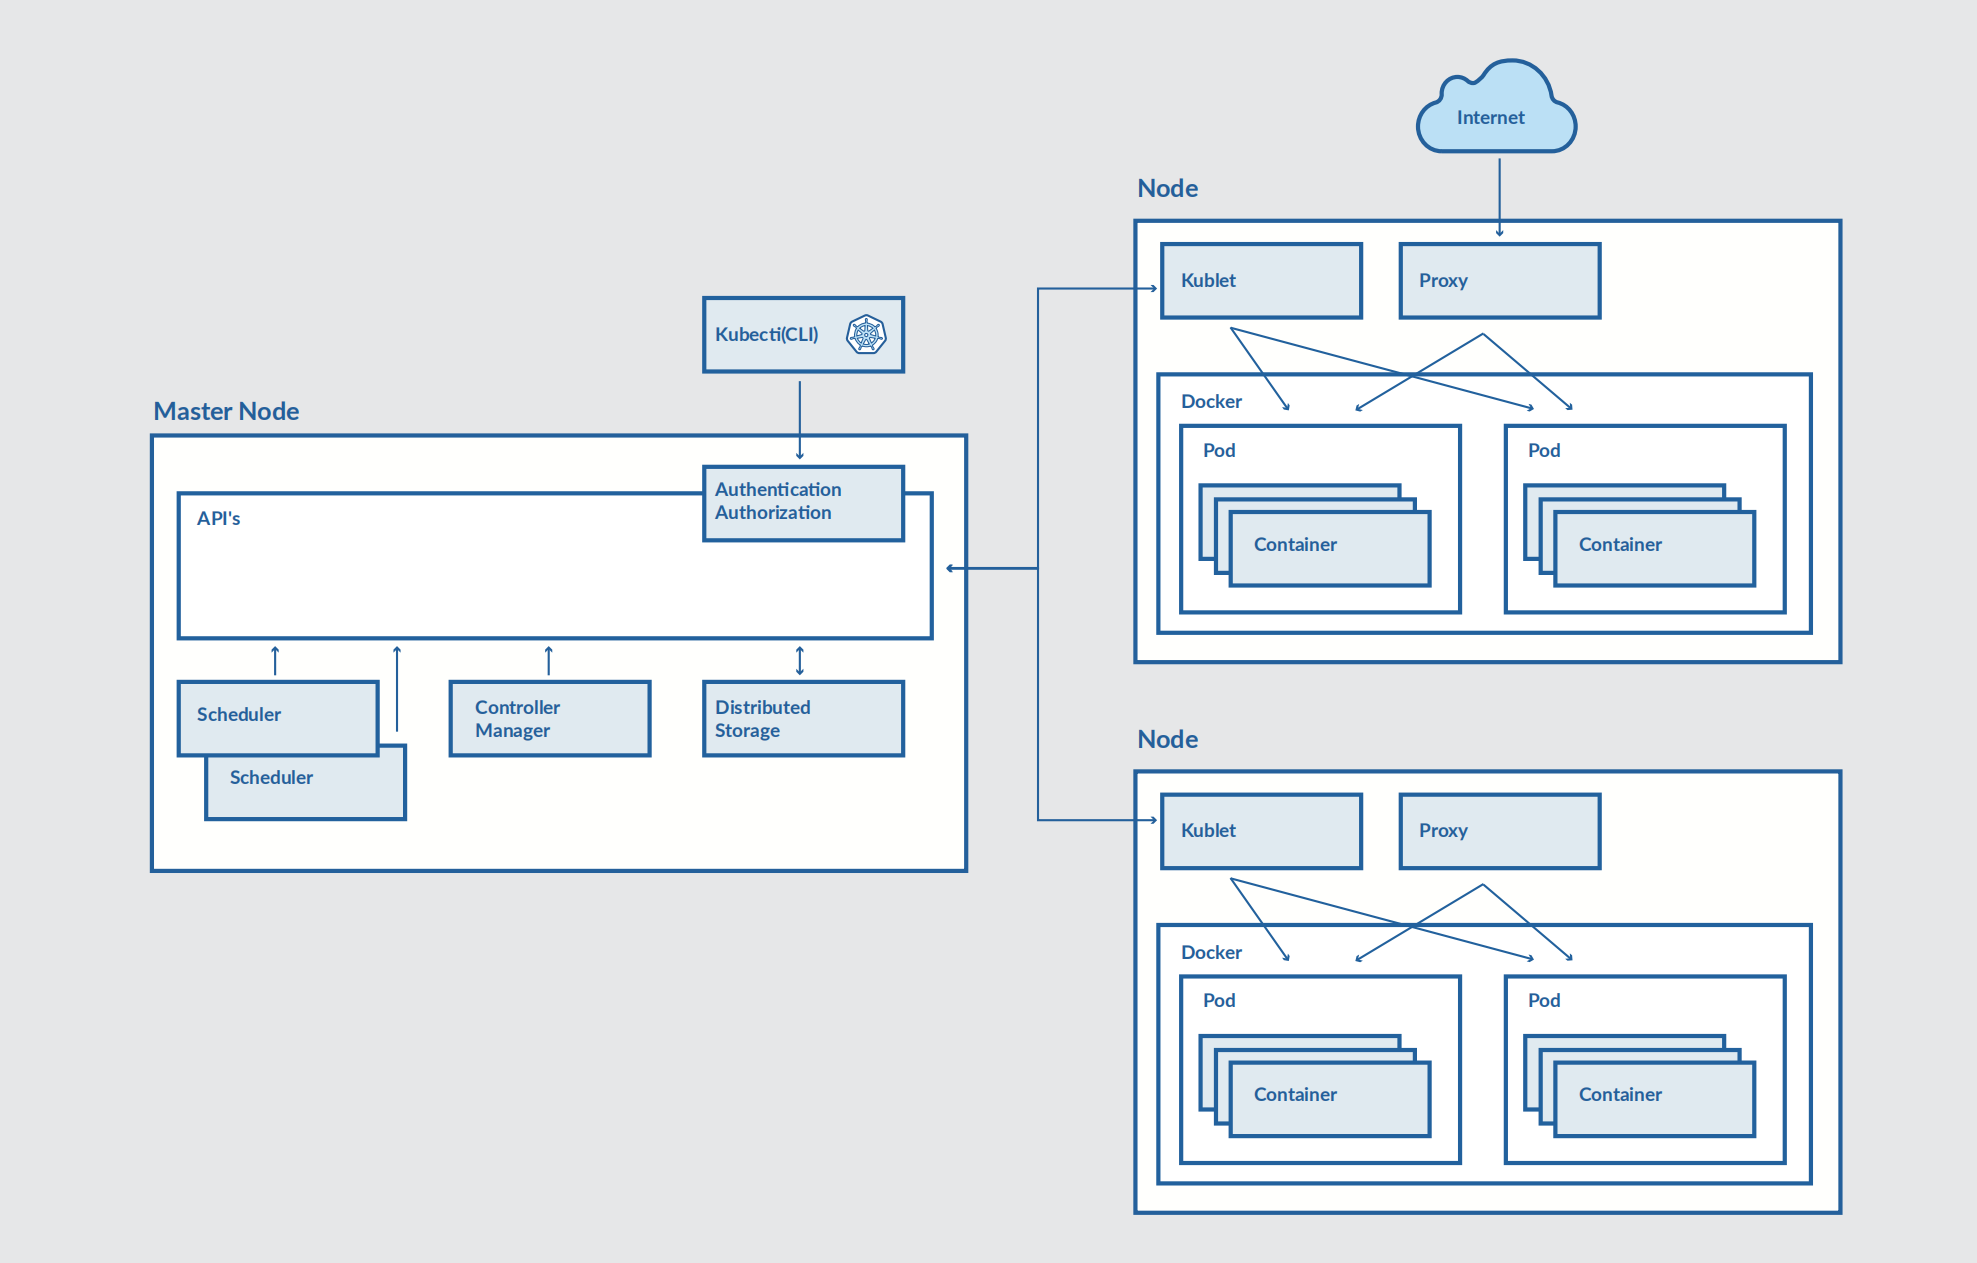 Internet
Node
Kublet
Proxy
Kubecti(CLI)
Docker
Master Node
Pod
Pod
Authentication
Authorization
API's
Container
Container
Scheduler
Controller
Manager
Distributed
Storage
Scheduler
Node
Kublet
Proxy
Docker
Pod
Pod
Container
Container